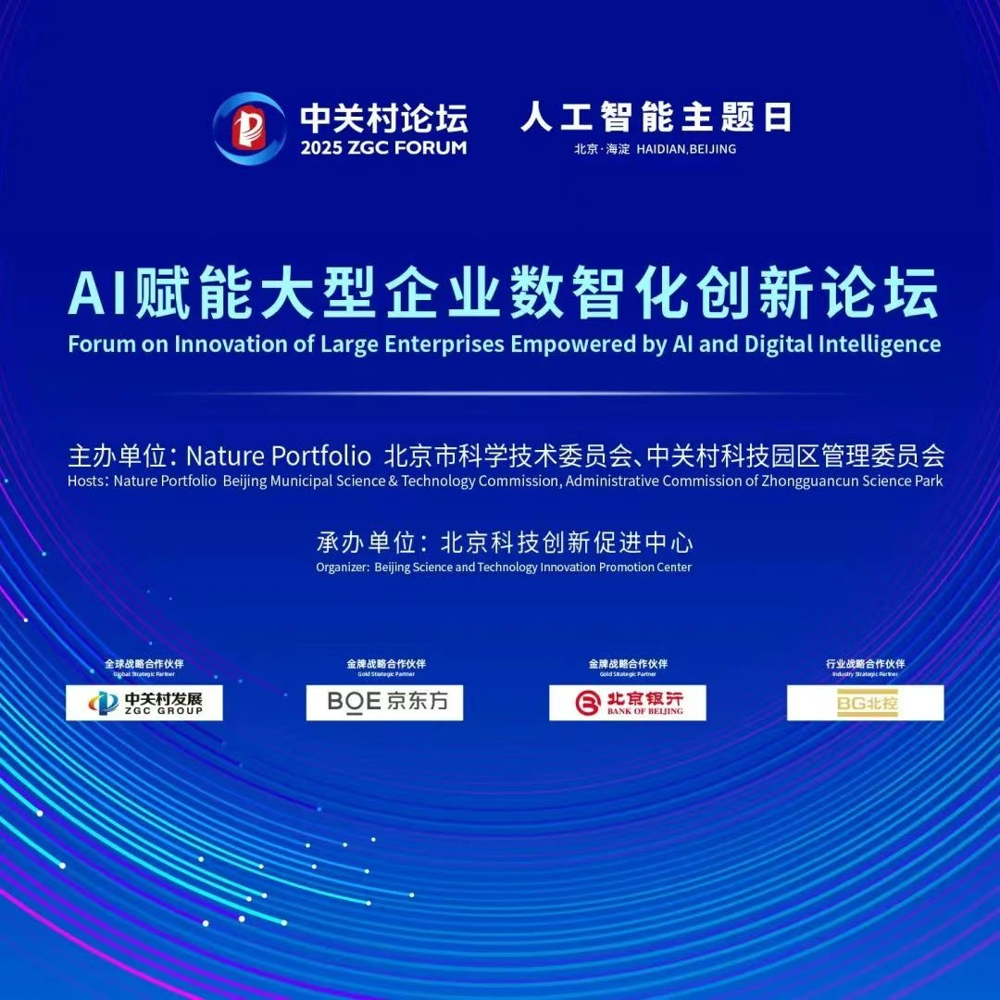 中关村论坛
2025 ZGC FORUM
人工智能主题日
北京·海淀 HAIDIAN,BEIJING
AI赋能大型企业数智化创新论坛
Forum on Innovation of Large Enterprises Empowered by AI and Digital Intelligence
主办单位：Nature Portfolio 北京市科学技术委员会、中关村科技园区管理委员会
Hosts: Nature Portfolio Beijing Municipal Science & Technology Commission, Administrative Commission of Zhongguancun Science Park
承办单位：北京科技创新促进中心
Organizer: Beijing Science and Technology Innovation Promotion Center
全球战略合作伙伴
Global Strategic Partner
中关村发展
ZGC GROUP
金牌战略合作伙伴
Gold Strategic Partner
BOE 京东方
金牌战略合作伙伴
Gold Strategic Partner
北京银行
BANK OF BEIJING
行业战略合作伙伴
Industry Strategic Partner
BG北控